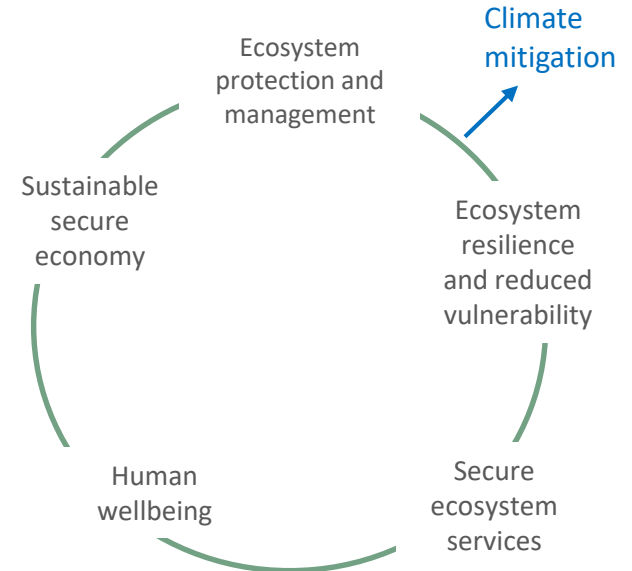 Climate
mitigation
Ecosystem
protection and
management
Ecosystem
resilience
and reduced
vulnerability
Secure
ecosystem
services
Human
wellbeing
Sustainable
secure
economy